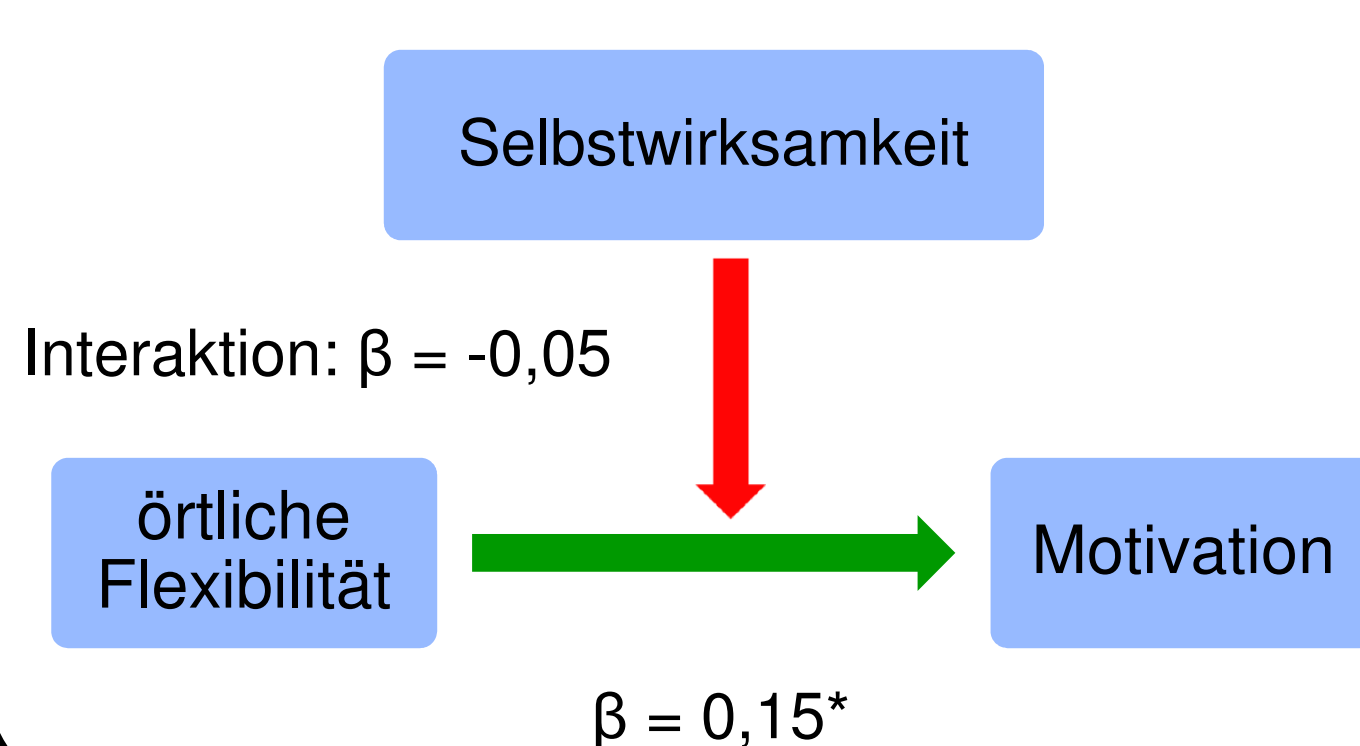 Selbstwirksamkeit
Interaktion: β = -0,05
örtliche
Flexibilität
Motivation
β = 0,15*